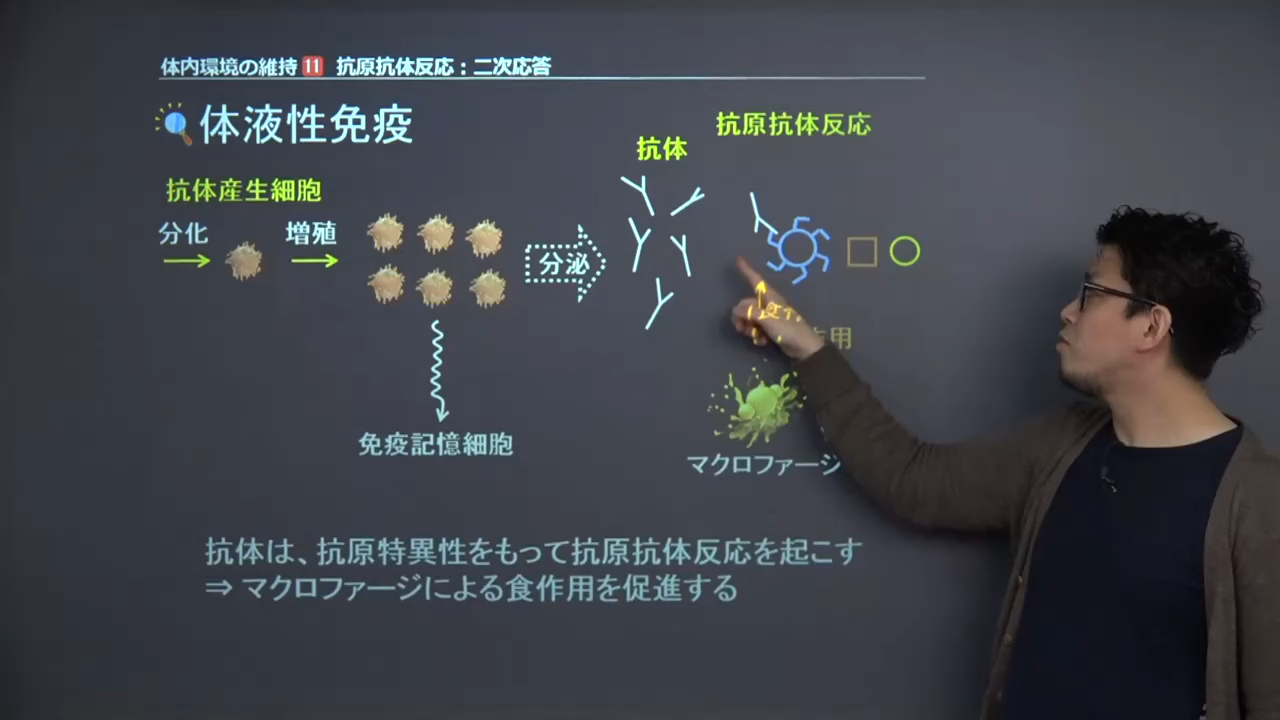 体内環境の維持 11 抗原抗体反応:二次応答
体液性免疫
抗体産生細胞
分化
増殖
分泌
抗体
抗原抗体反応
作用
免疫記憶細胞
マクロファージ
抗体は、抗原特異性をもって抗原抗体反応を起こす
⇒ マクロファージによる食作用を促進する